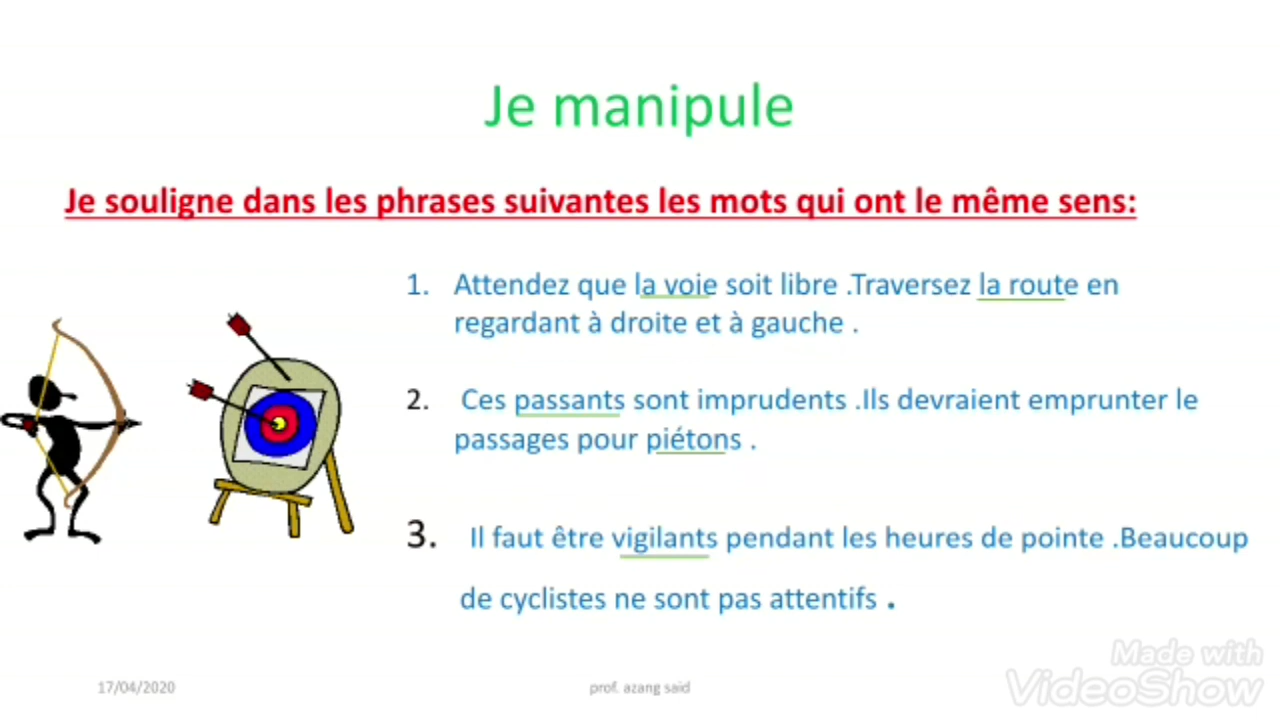 Je manipule
Je souligne dans les phrases suivantes les mots qui ont le même sens:
1. Attendez que la voie soit libre .Traversez la route en
regardant à droite et à gauche .
2. Ces passants sont imprudents .Ils devraient emprunter le
passages pour piétons .
3. Il faut être vigilants pendant les heures de pointe .Beaucoup
de cyclistes ne sont pas attentifs .
17/04/2020
prof. azang said
Made with
VideoShow